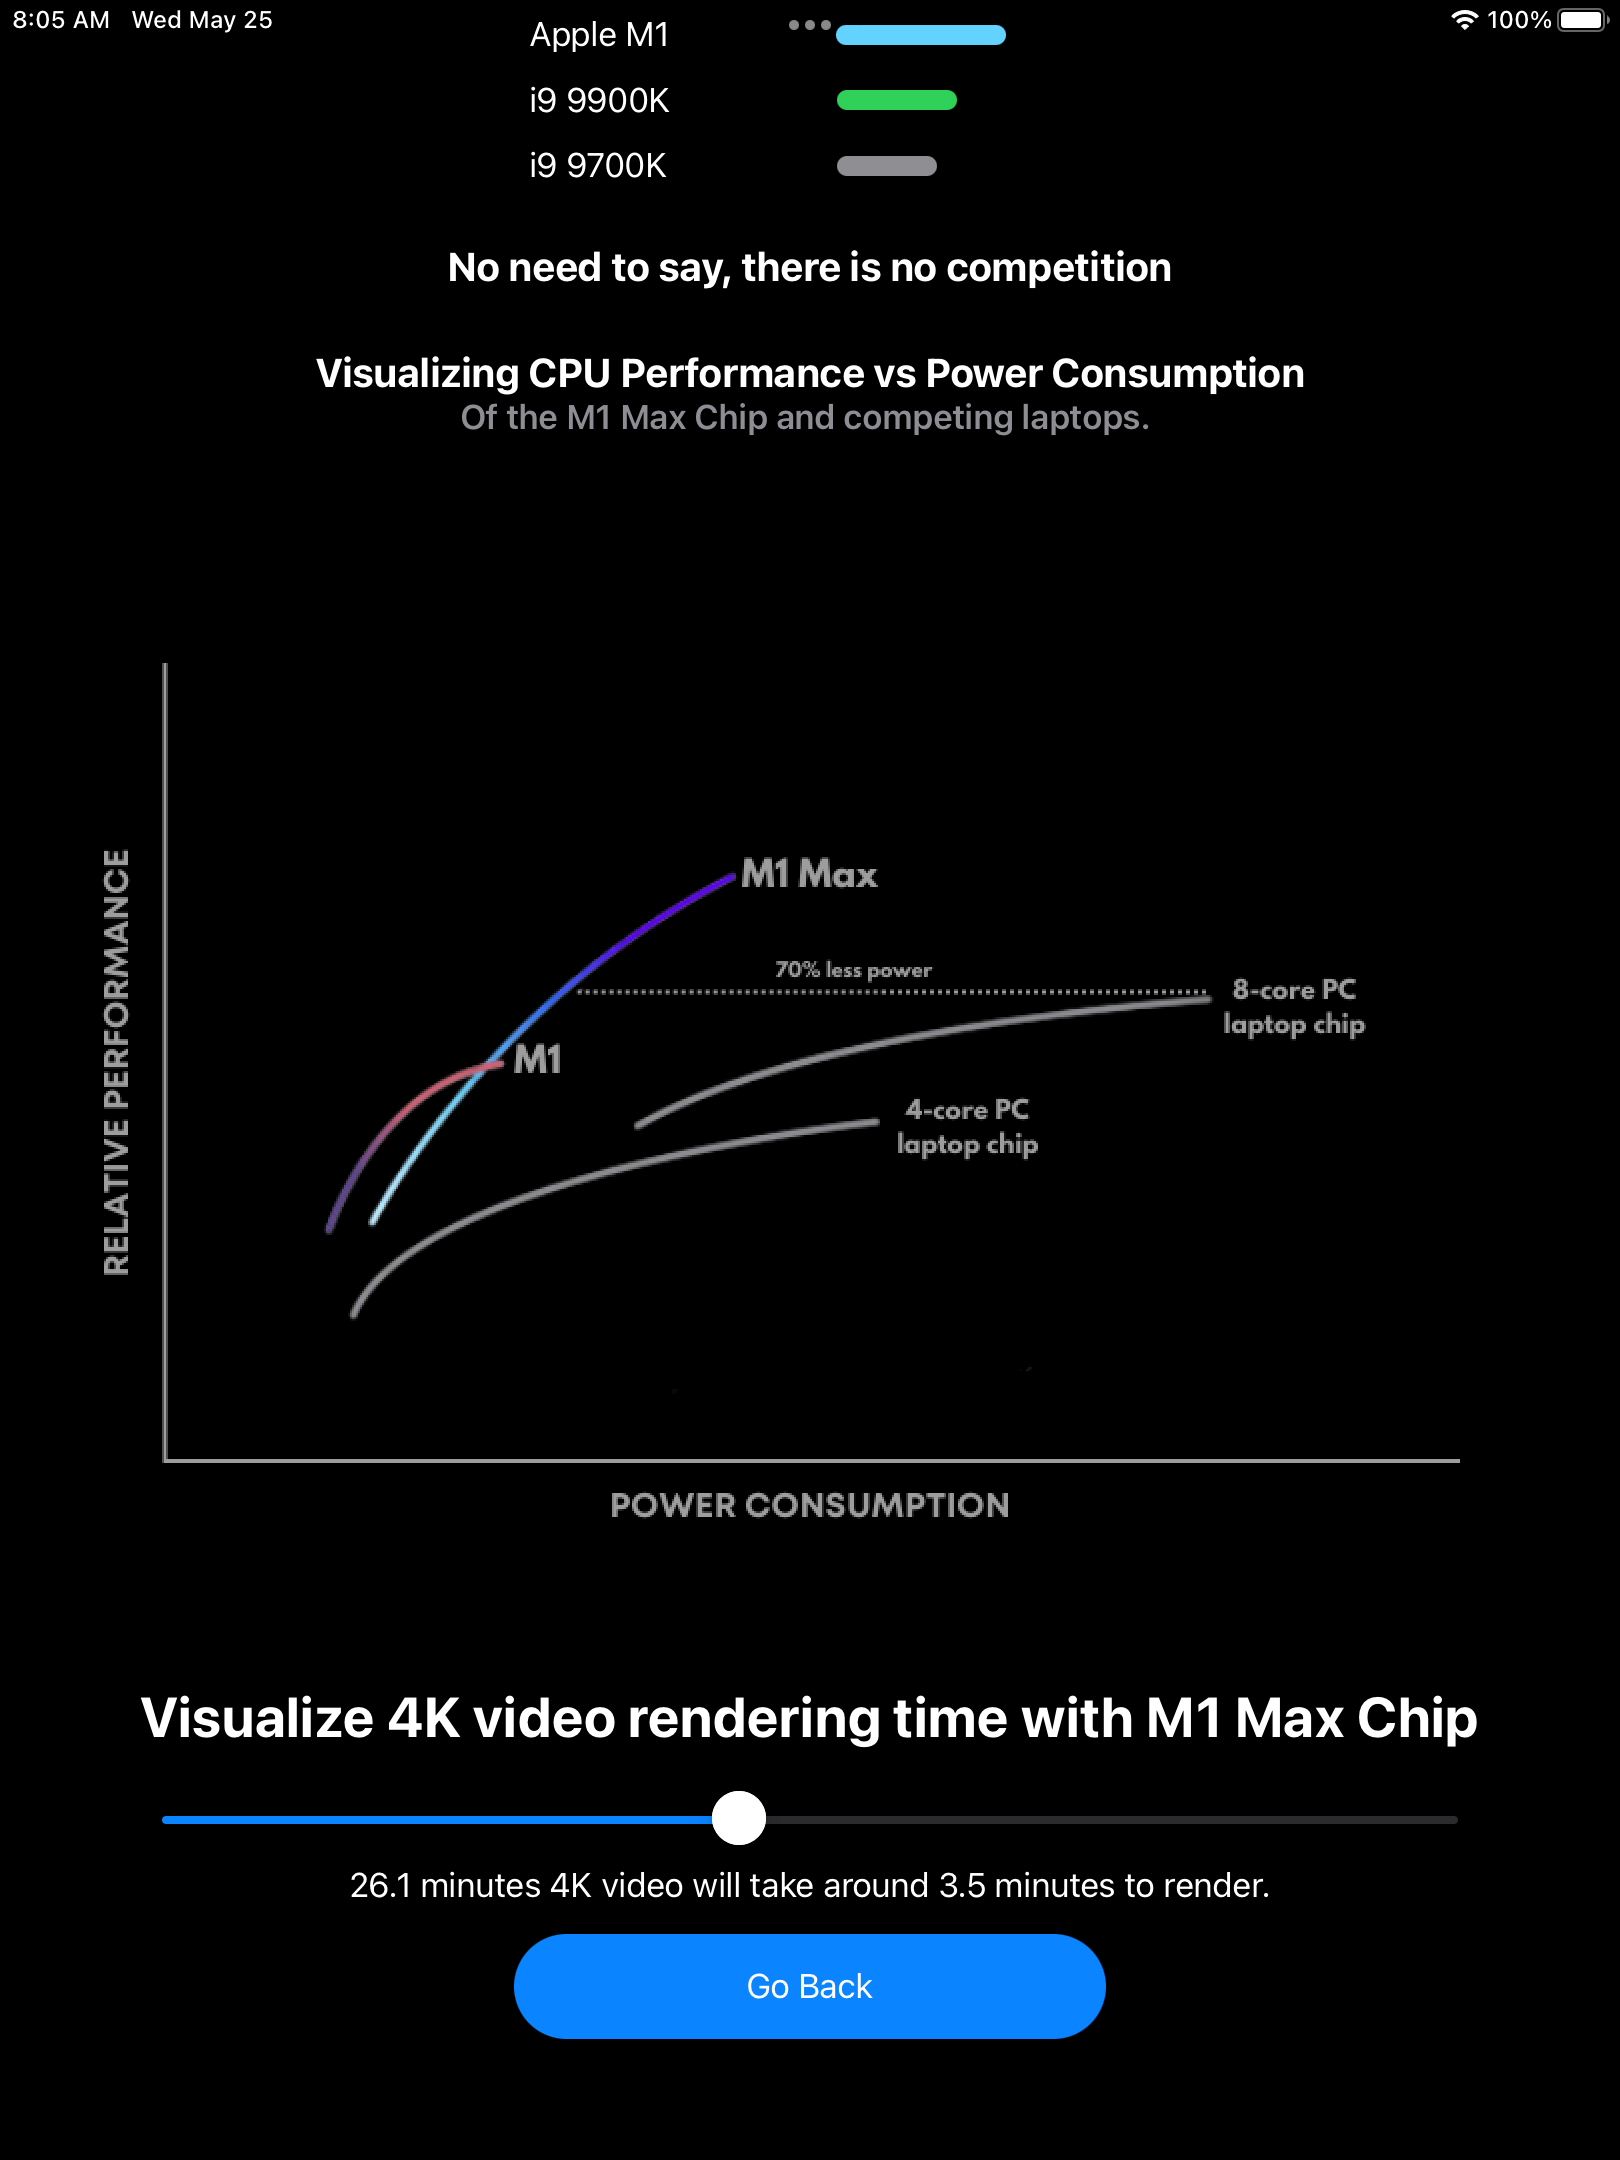 8:05 AM Wed May 25
100%
Apple M1
i9 9900K
i9 9700K
No need to say, there is no competition
Visualizing CPU Performance vs Power Consumption
Of the M1 Max Chip and competing laptops.
RELATIVE PERFORMANCE
M1 Max
70% less power
8-core PC
laptop chip
M1
4-core PC
laptop chip
POWER CONSUMPTION
Visualize 4K video rendering time with M1 Max Chip
26.1 minutes 4K video will take around 3.5 minutes to render.
Go Back